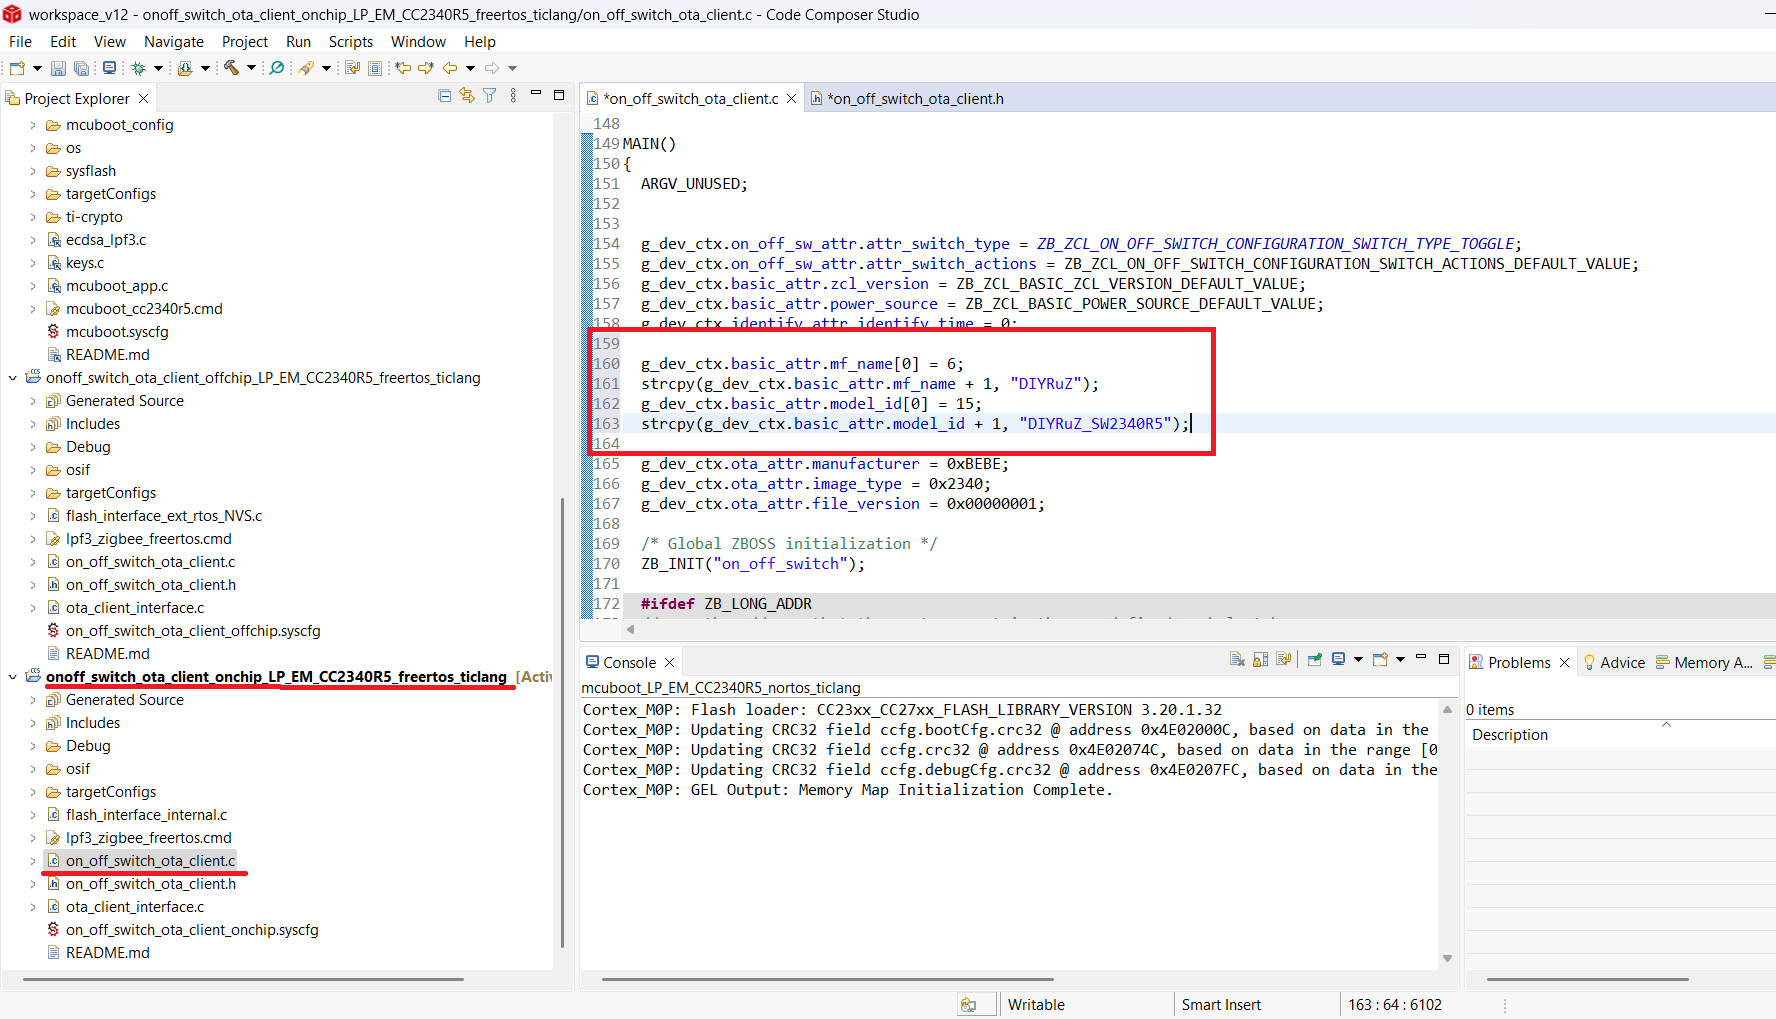 workspace_v12 - onoff_switch_ota_client_onchip_LP_EM_CC2340R5_freertos_ticlang/on_off_switch_ota_client.c - Code Composer Studio
File Edit View Navigate Project Run Scripts Window Help
Project Explorer
mcuboot_config
os
sysflash
targetConfigs
ti-crypto
ecdsa_lpf3.c
keys.c
mcuboot_app.c
mcuboot_cc2340r5.cmd
mcuboot.syscfg
README.md
onoff_switch_ota_client_offchip_LP_EM_CC2340R5_freertos_ticlang
Generated Source
Includes
Debug
osif
targetConfigs
flash_interface_ext_rtos_NVS.c
lpf3_zigbee_freertos.cmd
on_off_switch_ota_client.c
on_off_switch_ota_client.h
ota_client_interface.c
on_off_switch_ota_client_offchip.syscfg
README.md
onoff_switch_ota_client_onchip_LP_EM_CC2340R5_freertos_ticlang [Activ
Generated Source
Includes
Debug
osif
targetConfigs
flash_interface_internal.c
lpf3_zigbee_freertos.cmd
on_off_switch_ota_client.c
on_off_switch_ota_client.h
ota_client_interface.c
on_off_switch_ota_client_onchip.syscfg
README.md
*on_off_switch_ota_client.c *on_off_switch_ota_client.h
148
149 MAIN()
150 {
151 ARGV_UNUSED;
152
153
154 g_dev_ctx.on_off_sw_attr.attr_switch_type = ZB_ZCL_ON_OFF_SWITCH_CONFIGURATION_SWITCH_TYPE_TOGGLE;
155 g_dev_ctx.on_off_sw_attr.attr_switch_actions = ZB_ZCL_ON_OFF_SWITCH_CONFIGURATION_SWITCH_ACTIONS_DEFAULT_VALUE;
156 g_dev_ctx.basic_attr.zcl_version = ZB_ZCL_BASIC_ZCL_VERSION_DEFAULT_VALUE;
157 g_dev_ctx.basic_attr.power_source = ZB_ZCL_BASIC_POWER_SOURCE_DEFAULT_VALUE;
158 g_dev_ctx.identify_attr.identify_time = 0;
159
160 g_dev_ctx.basic_attr.mf_name[0] = 6;
161 strcpy(g_dev_ctx.basic_attr.mf_name + 1, "DIYRuZ");
162 g_dev_ctx.basic_attr.model_id[0] = 15;
163 strcpy(g_dev_ctx.basic_attr.model_id + 1, "DIYRuZ_SW2340R5");
164
165 g_dev_ctx.ota_attr.manufacturer = 0xBEBE;
166 g_dev_ctx.ota_attr.image_type = 0x2340;
167 g_dev_ctx.ota_attr.file_version = 0x00000001;
168
169 /* Global ZBOSS initialization */
170 ZB_INIT("on_off_switch");
171
172 #ifdef ZB_LONG_ADDR
Console
mcuboot_LP_EM_CC2340R5_nortos_ticlang
Cortex_M0P: Flash loader: CC23xx_CC27xx_FLASH_LIBRARY_VERSION 3.20.1.32
Cortex_M0P: Updating CRC32 field ccfg.bootCfg.crc32 @ address 0x4E02000C, based on data in the
Cortex_M0P: Updating CRC32 field ccfg.crc32 @ address 0x4E02074C, based on data in the range [0
Cortex_M0P: Updating CRC32 field ccfg.debugCfg.crc32 @ address 0x4E0207FC, based on data in the
Cortex_M0P: GEL Output: Memory Map Initialization Complete.
Problems Advice Memory A...
0 items
Description
Writable Smart Insert 163 : 64 : 6102